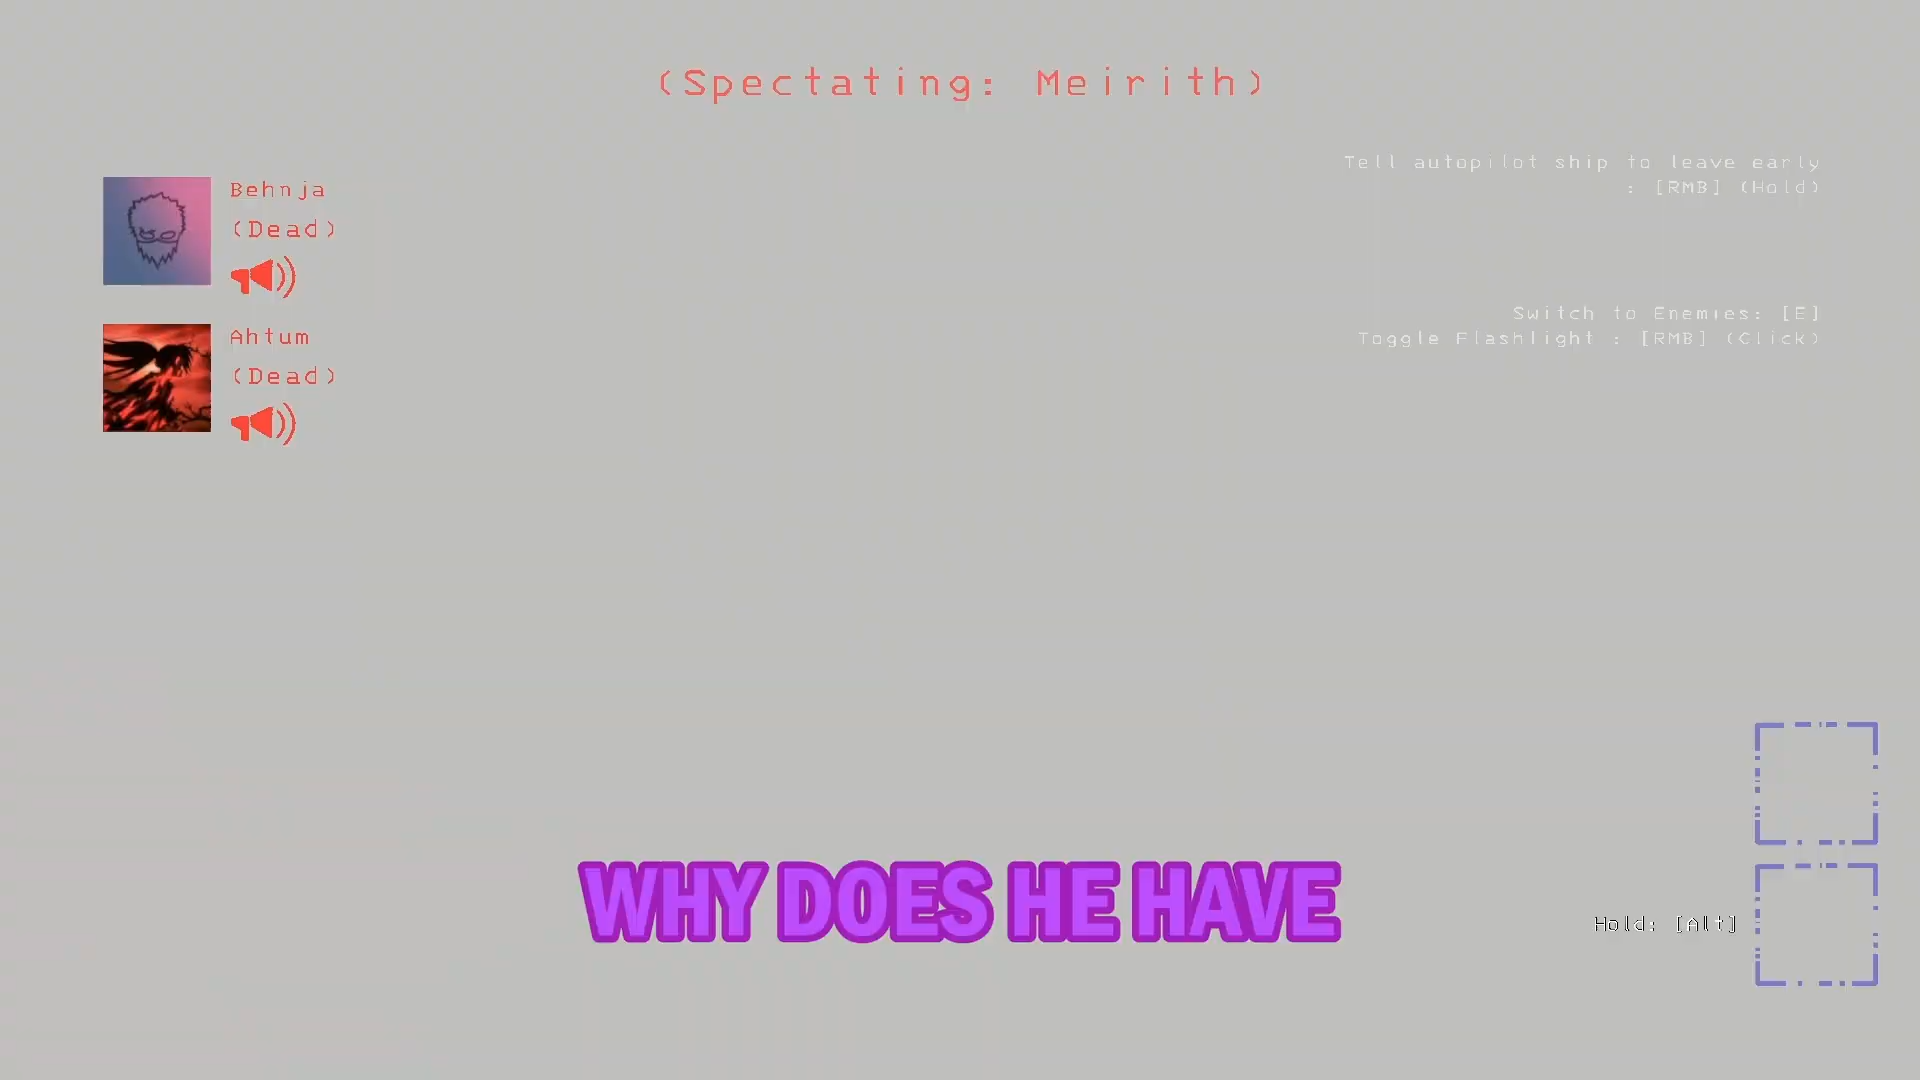 (Spectating: Meirith)
Tell autopilot ship to leave early
: [RMB] (Hold)
Behnja
(Dead)
Switch to Enemies: [E]
Toggle Flashlight : [RMB] (Click)
Ahtum
(Dead)
WHY DOES HE HAVE
Hold: [Alt]